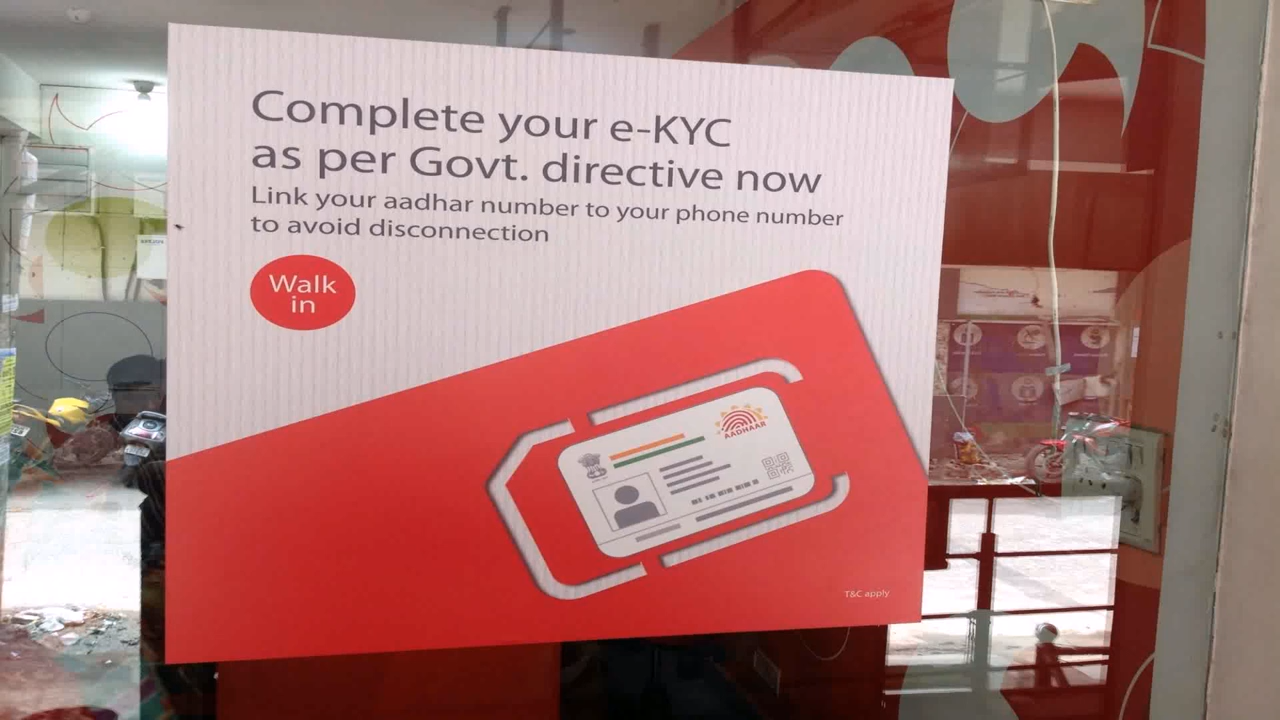 Complete your e-KYC
as per Govt. directive now
Link your aadhar number to your phone number
to avoid disconnection
Walk
in
AADHAAR
T&C apply